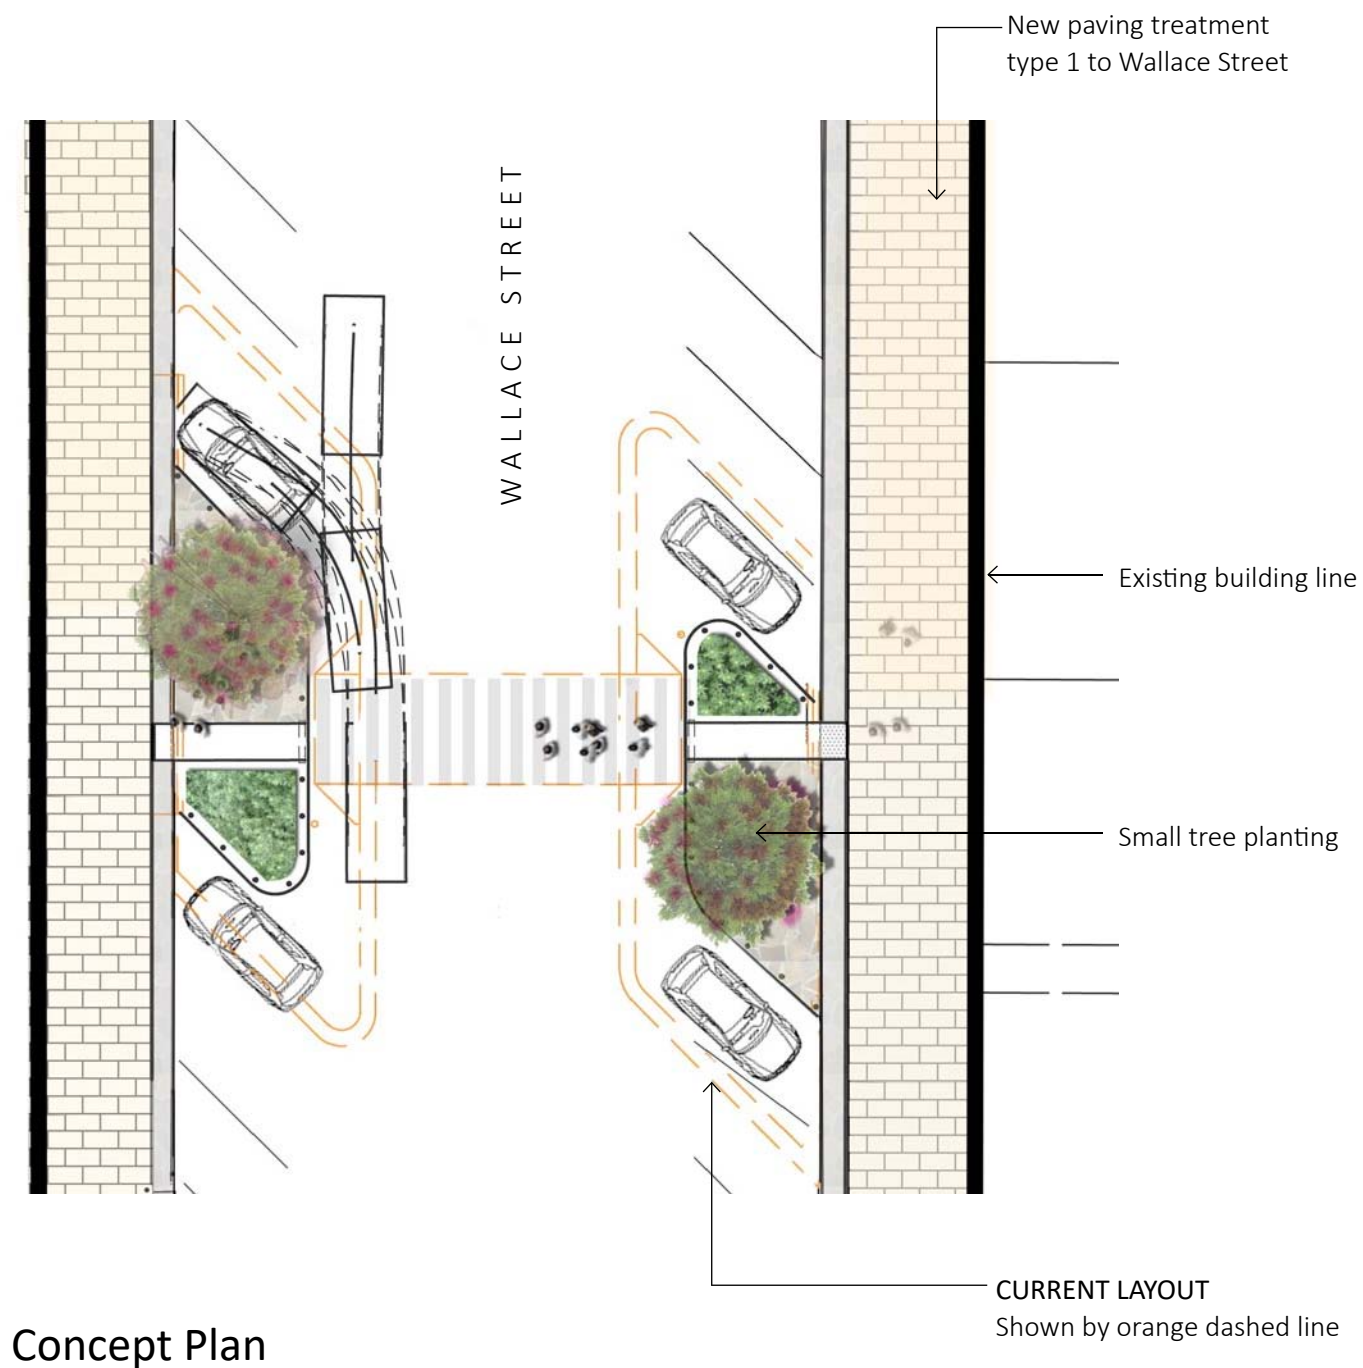 New paving treatment
type 1 to Wallace Street
WALLACE STREET
Existing building line
Small tree planting
CURRENT LAYOUT
Shown by orange dashed line
Concept Plan